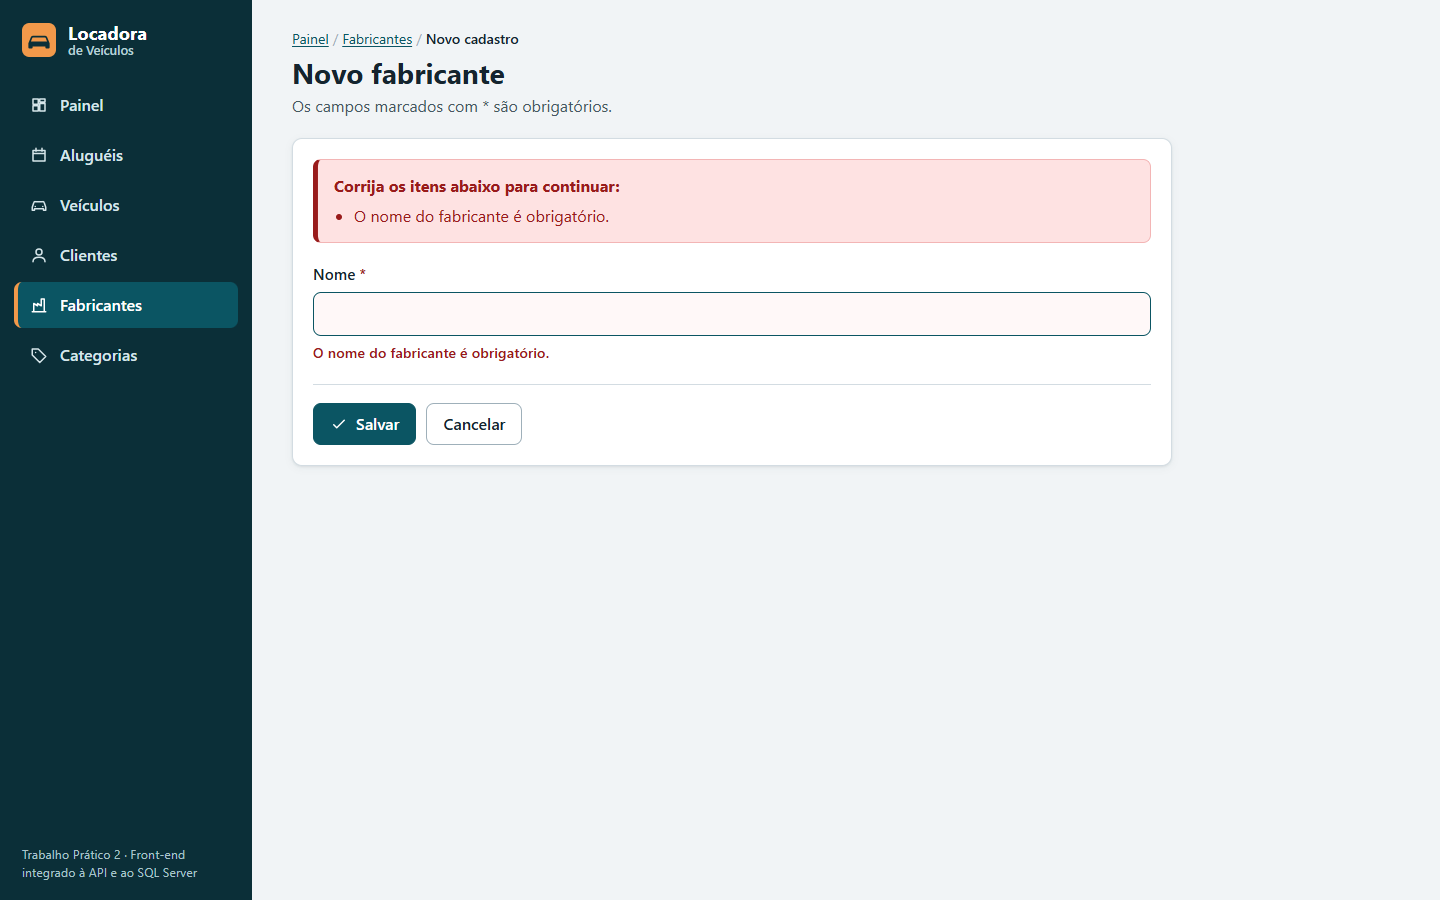 Locadora
de Veículos
Painel
Aluguéis
Veículos
Clientes
Fabricantes
Categorias
Trabalho Prático 2 · Front-end
integrado à API e ao SQL Server
Painel / Fabricantes / Novo cadastro
Novo fabricante
Os campos marcados com * são obrigatórios.
Corrija os itens abaixo para continuar:
• O nome do fabricante é obrigatório.
Nome *
O nome do fabricante é obrigatório.
Salvar
Cancelar